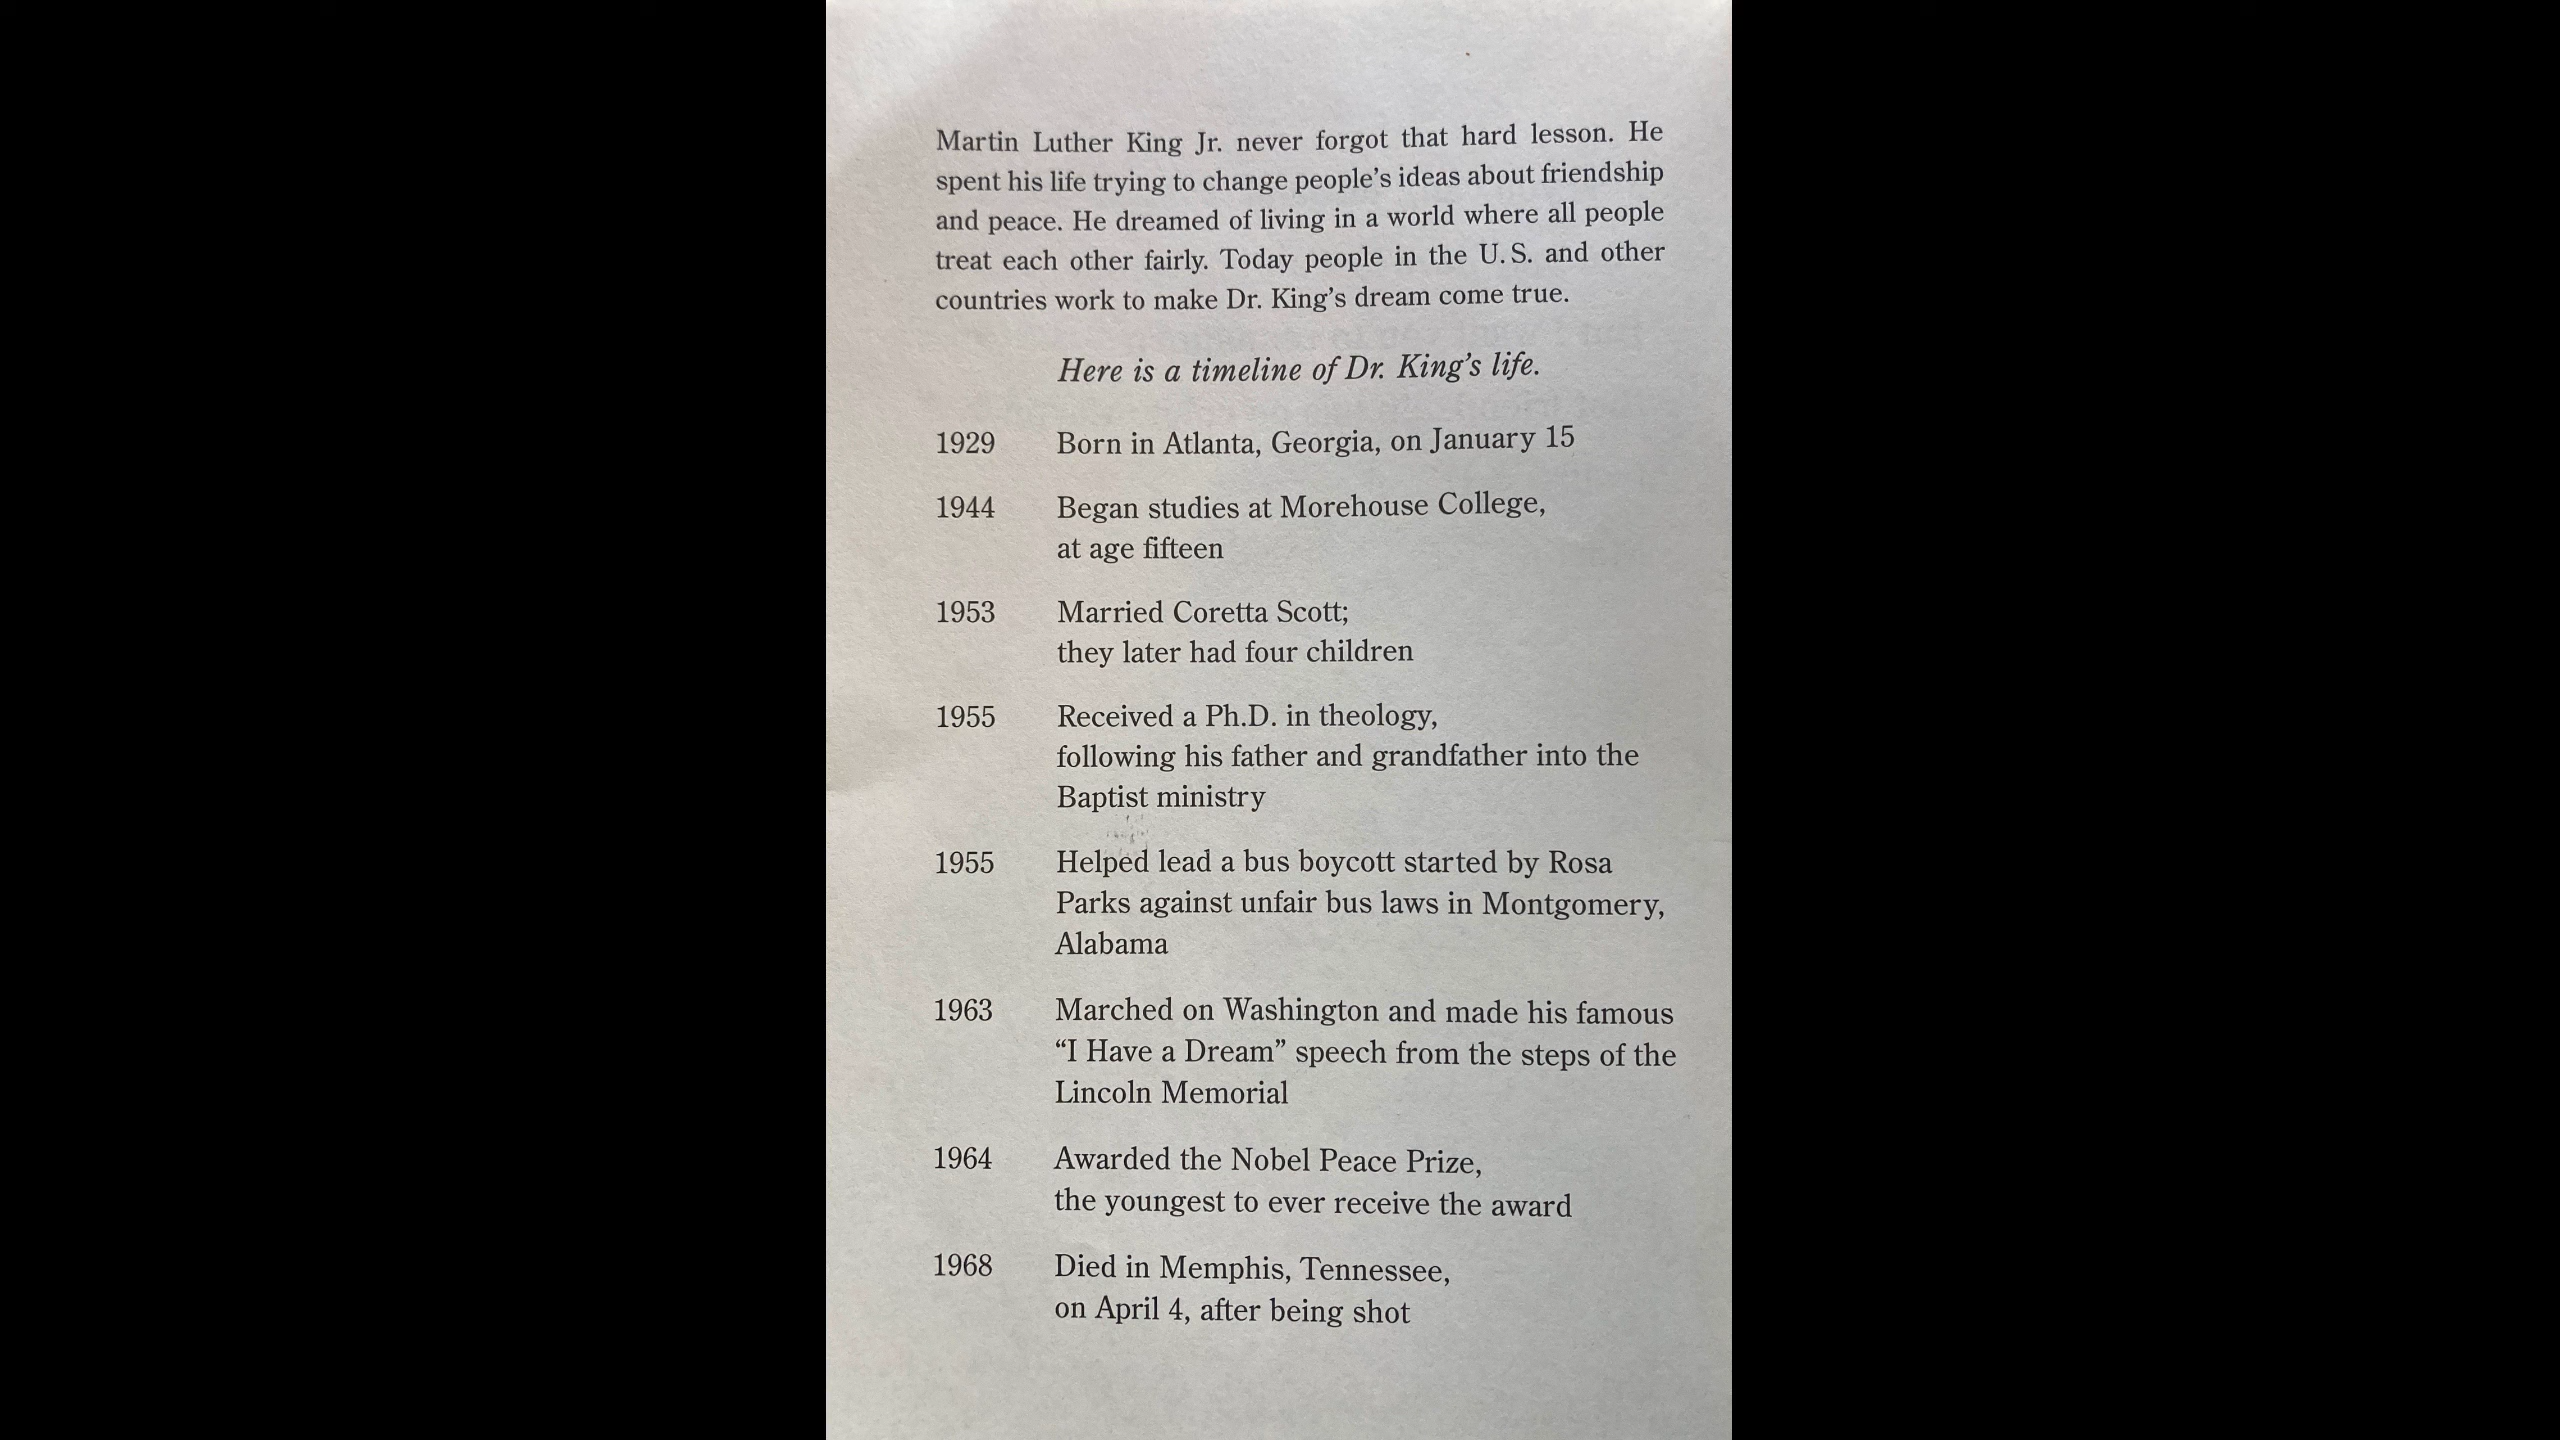 Martin Luther King Jr. never forgot that hard lesson. He
spent his life trying to change people’s ideas about friendship
and peace. He dreamed of living in a world where all people
treat each other fairly. Today people in the U.S. and other
countries work to make Dr. King’s dream come true.
Here is a timeline of Dr. King’s life.
1929 Born in Atlanta, Georgia, on January 15
1944 Began studies at Morehouse College,
at age fifteen
1953 Married Coretta Scott;
they later had four children
1955 Received a Ph.D. in theology,
following his father and grandfather into the
Baptist ministry
1955 Helped lead a bus boycott started by Rosa
Parks against unfair bus laws in Montgomery,
Alabama
1963 Marched on Washington and made his famous
“I Have a Dream” speech from the steps of the
Lincoln Memorial
1964 Awarded the Nobel Peace Prize,
the youngest to ever receive the award
1968 Died in Memphis, Tennessee,
on April 4, after being shot